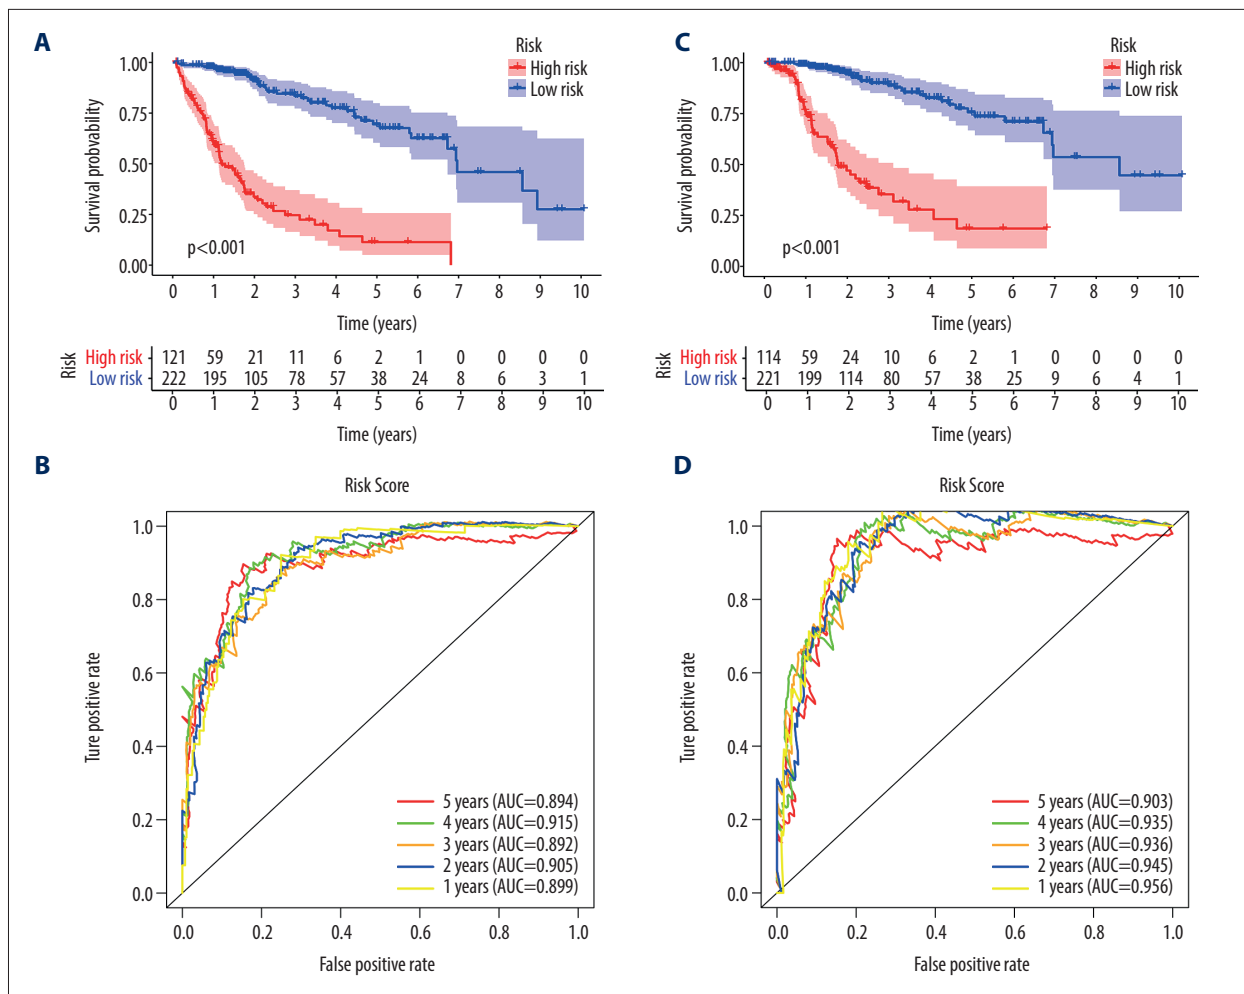 A
Risk
High risk
Low risk
1.00
0.75
0.50
0.25
0.00
Survival probvability
p<0.001
0 1 2 3 4 5 6 7 8 9 10
Time (years)
Risk
High risk 121 59 21 11 6 2 1 0 0 0 0
Low risk 222 195 105 78 57 38 24 8 6 3 1
0 1 2 3 4 5 6 7 8 9 10
Time (years)
C
Risk
High risk
Low risk
1.00
0.75
0.50
0.25
0.00
Survival probvability
p<0.001
0 1 2 3 4 5 6 7 8 9 10
Time (years)
Risk
High risk 114 59 24 10 6 2 1 0 0 0 0
Low risk 221 199 114 80 57 38 25 9 6 4 1
0 1 2 3 4 5 6 7 8 9 10
Time (years)
B
Risk Score
1.0
0.8
0.6
0.4
0.2
0.0
Ture positive rate
5 years (AUC=0.894)
4 years (AUC=0.915)
3 years (AUC=0.892)
2 years (AUC=0.905)
1 years (AUC=0.899)
0.0 0.2 0.4 0.6 0.8 1.0
False positive rate
D
Risk Score
1.0
0.8
0.6
0.4
0.2
0.0
Ture positive rate
5 years (AUC=0.903)
4 years (AUC=0.935)
3 years (AUC=0.936)
2 years (AUC=0.945)
1 years (AUC=0.956)
0.0 0.2 0.4 0.6 0.8 1.0
False positive rate